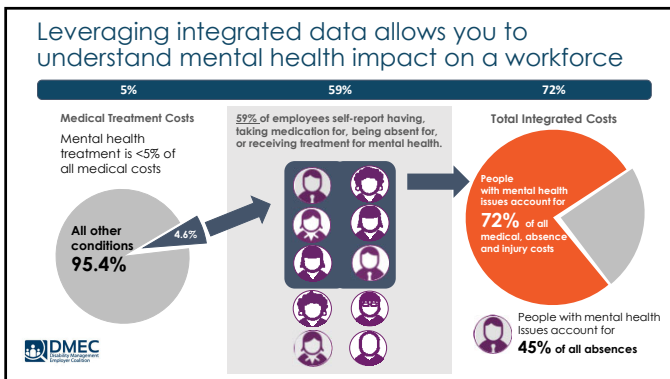 Leveraging integrated data allows you to
understand mental health impact on a workforce
5%
59%
72%
Medical Treatment Costs
Mental health
treatment is <5% of
all medical costs
All other
conditions
95.4%
4.6%
59% of employees self-report having,
taking medication for, being absent for,
or receiving treatment for mental health.
Total Integrated Costs
People
with mental health
issues account for
72% of all
medical, absence
and injury costs
People with mental health
Issues account for
45% of all absences
DMEC
Disability Management
Employer Coalition